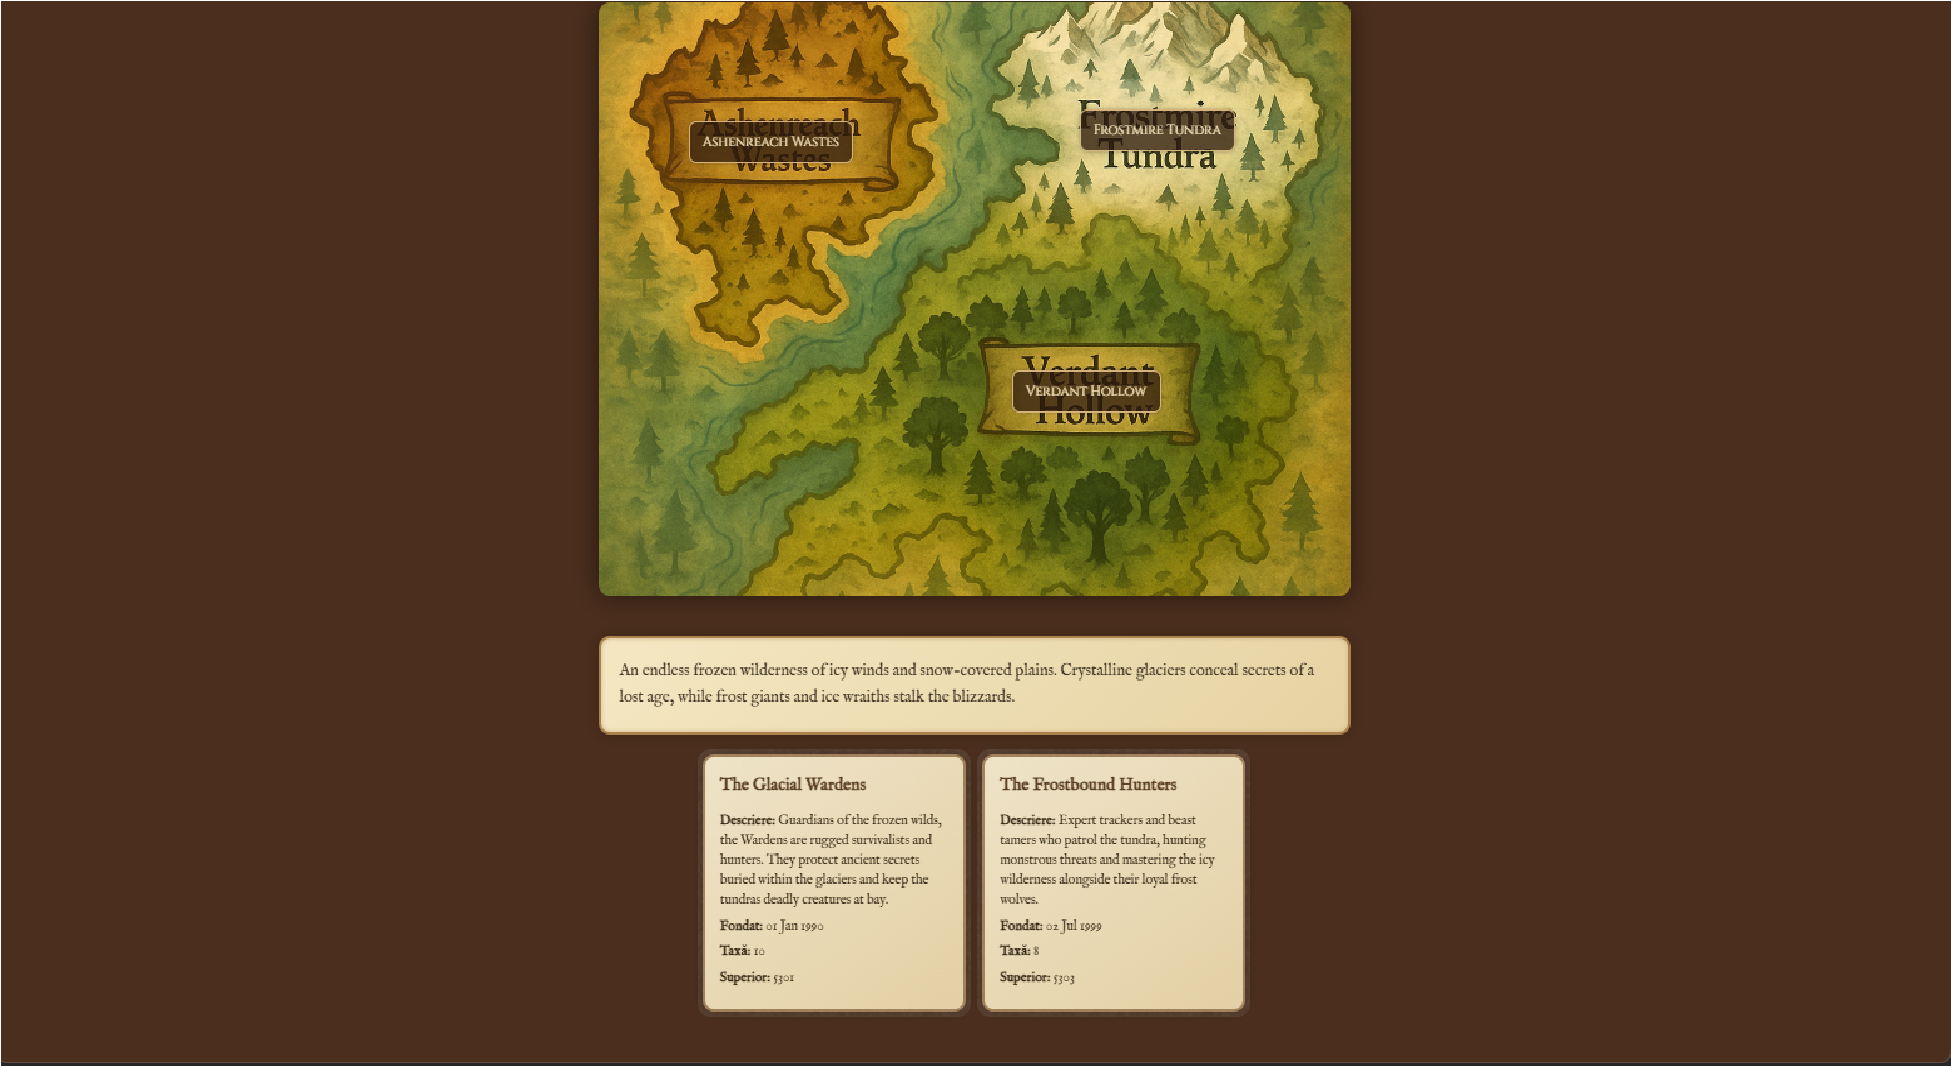 Ashenreach
ASHENREACH WASTES
Wastes
Frostmire
FROSTMIRE TUNDRA
Tundra
Verdant
VERDANT HOLLOW
Hollow
An endless frozen wilderness of icy winds and snow-covered plains. Crystalline glaciers conceal secrets of a
lost age, while frost giants and ice wraiths stalk the blizzards.
The Glacial Wardens
Descriere: Guardians of the frozen wilds,
the Wardens are rugged survivalists and
hunters. They protect ancient secrets
buried within the glaciers and keep the
tundras deadly creatures at bay.
Fondat: 01 Jan 1990
Taxă: 10
Superior: 5301
The Frostbound Hunters
Descriere: Expert trackers and beast
tamers who patrol the tundra, hunting
monstrous threats and mastering the icy
wilderness alongside their loyal frost
wolves.
Fondat: 02 Jul 1999
Taxă: 8
Superior: 5303